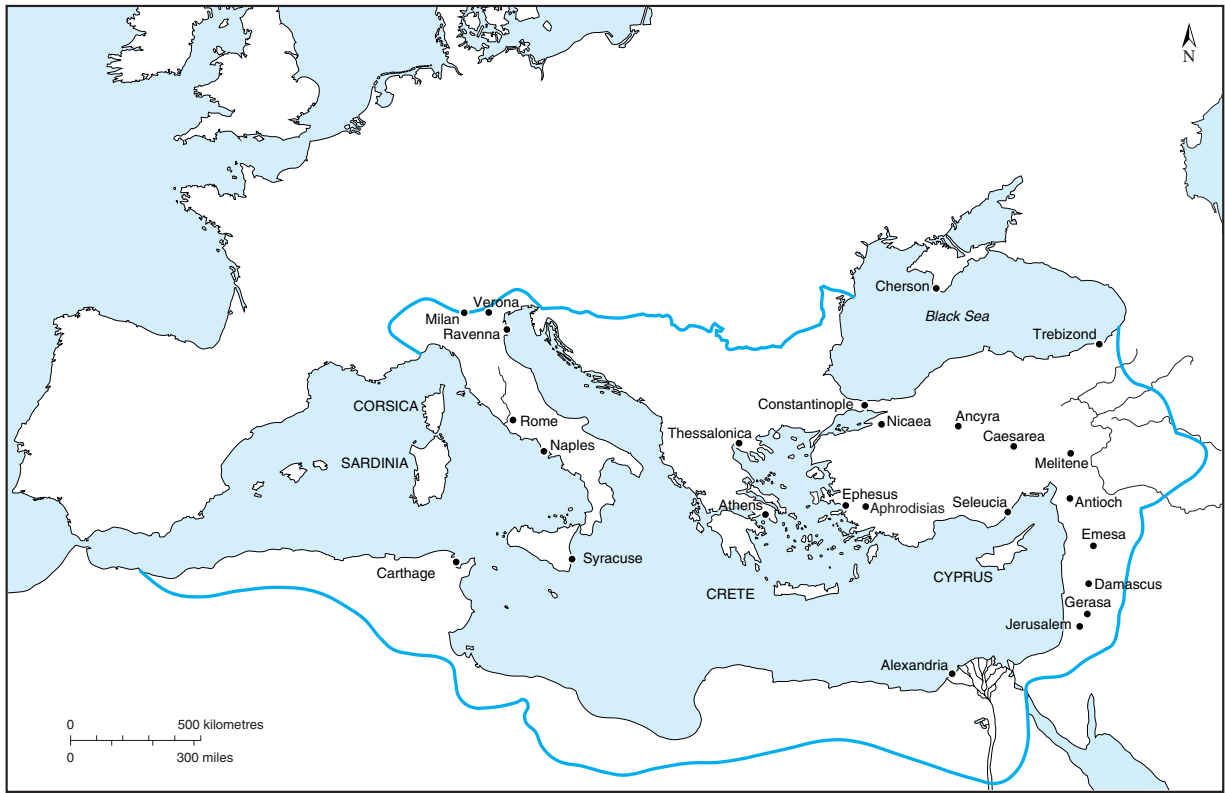 N
Cherson
Black Sea
Verona
Milan
Ravenna
Trebizond
CORSICA
Constantinople
Nicaea
Ancyra
Rome
Thessalonica
Caesarea
Naples
SARDINIA
Melitene
Ephesus
Aphrodisias
Athens
Seleucia
Antioch
Emesa
Syracuse
Carthage
CYPRUS
Damascus
CRETE
Gerasa
Jerusalem
Alexandria
0 500 kilometres
0 300 miles